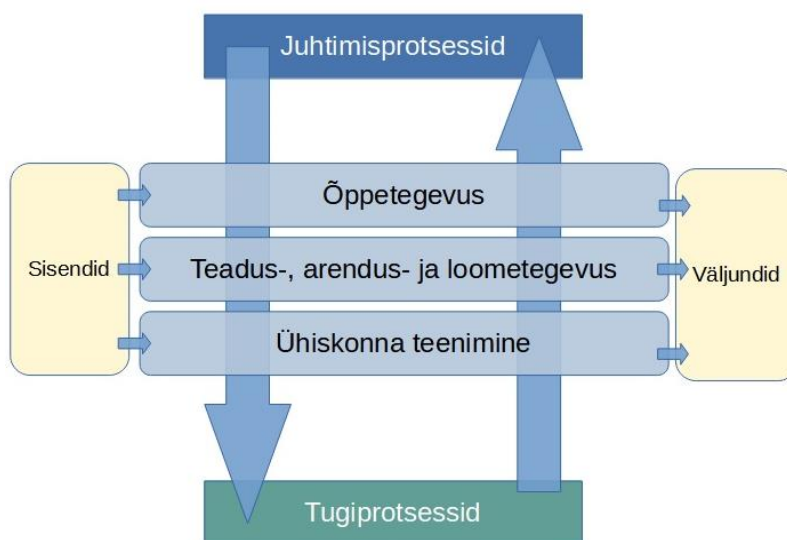 Juhtimisprotsessid
Õppetegevus
Sisendid
Teadus-, arendus- ja loometegevus
Väljundid
Ühiskonna teenimine
Tugiprotsessid